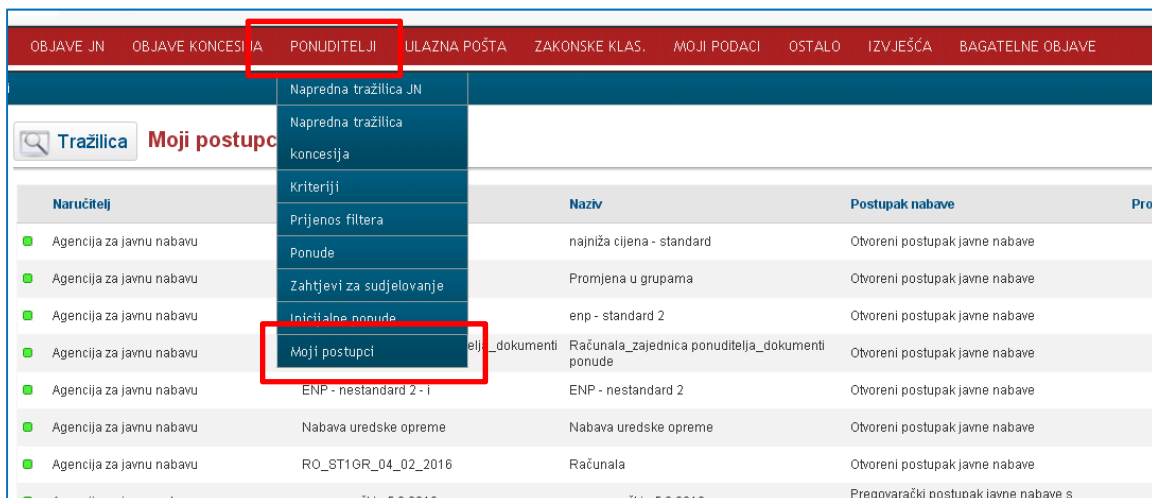 OBJAVE JN OBJAVE KONCESIJA PONUDITELJI ULAZNA POŠTA ZAKONSKE KLAS. MOJI PODACI OSTALO IZVJEŠĆA BAGATELNE OBJAVE
i
Napredna tražilica JN
Napredna tražilica
koncesija
Kriteriji
Prijenos filtera
Ponude
Zahtjevi za sudjelovanje
Inicijalne ponude
Moji postupci
Tražilica Moji postupc
Naručitelj Naziv Postupak nabave Pro
Agencija za javnu nabavu najniža cijena - standard Otvoreni postupak javne nabave
Agencija za javnu nabavu Promjena u grupama Otvoreni postupak javne nabave
Agencija za javnu nabavu enp - standard 2 Otvoreni postupak javne nabave
Agencija za javnu nabavu elja_dokumenti Računala_zajednica ponuditelja_dokumenti Otvoreni postupak javne nabave
ponude
Agencija za javnu nabavu ENP - nestandard 2 - i ENP - nestandard 2 Otvoreni postupak javne nabave
Agencija za javnu nabavu Nabava uredske opreme Nabava uredske opreme Otvoreni postupak javne nabave
Agencija za javnu nabavu RO_ST1GR_04_02_2016 Računala Otvoreni postupak javne nabave
Pregovarački postupak javne nabave s